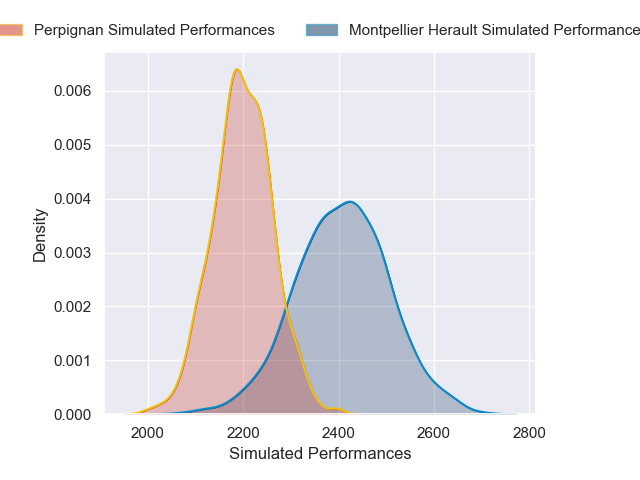 Perpignan Simulated Performances
Montpellier Herault Simulated Performance
0.006
0.005
0.004
0.003
0.002
0.001
0.000
Density
2000 2200 2400 2600 2800
Simulated Performances